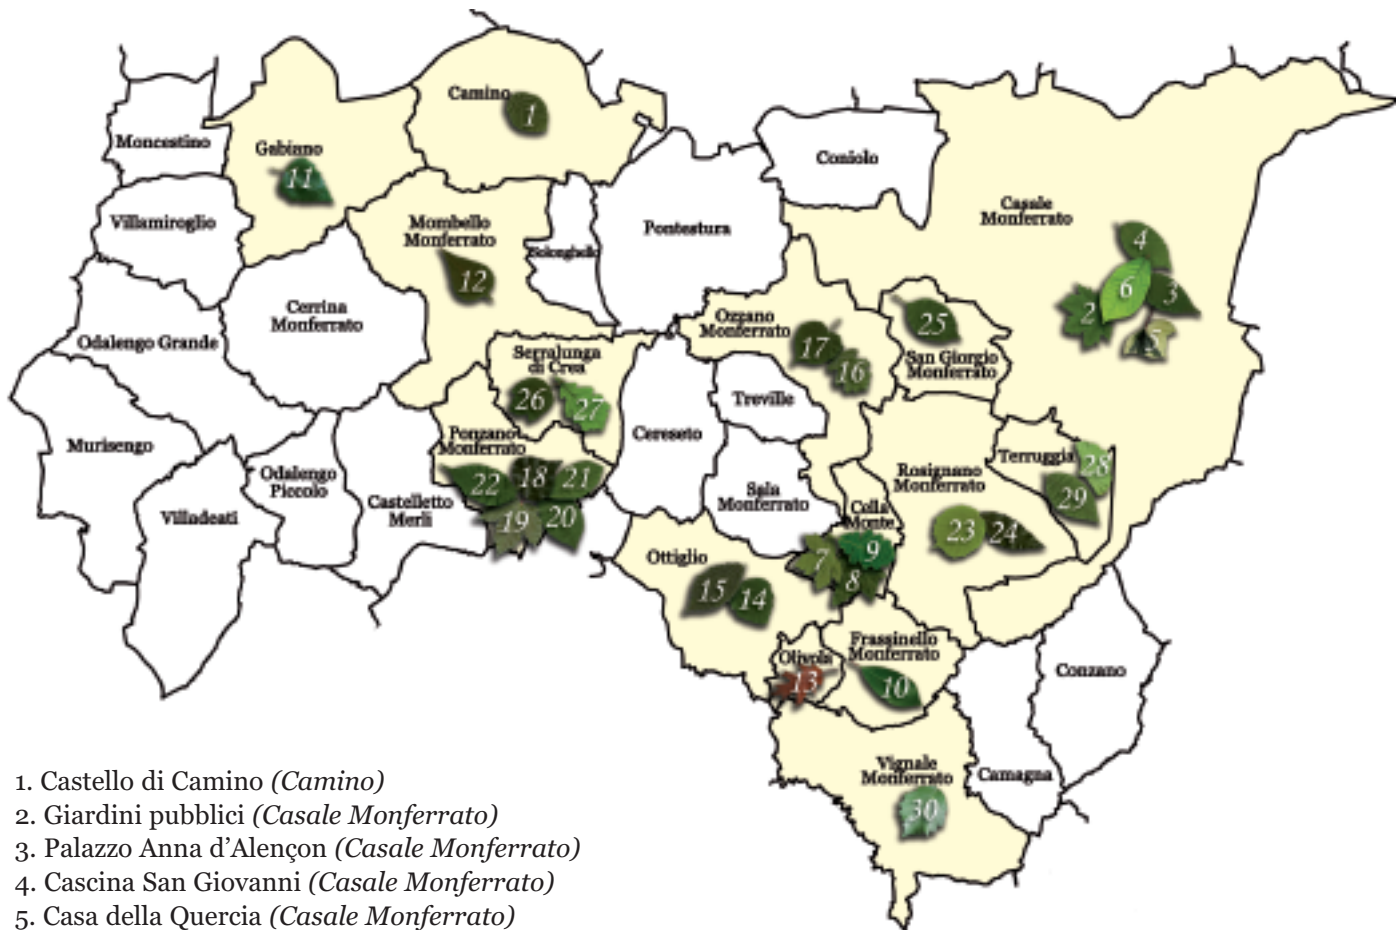 Moncestino
Gabiano
11
Camino
1
Coniolo
Casale
Monferrato
4
6
3
2
5
Villamiroglio
Mombello
Monferrato
12
Solonghello
Pontestura
Cerrina
Monferrato
Odalengo Grande
Ozzano
Monferrato
17
16
25
San Giorgio
Monferrato
Serralunga
di Crea
26
27
Treville
Murisengo
Ponzano
Monferrato
22
18
21
19
20
Cereseto
Odalengo
Piccolo
Castelletto
Merli
Villadeati
Sala
Monferrato
Cella
Monte
7
9
8
Rosignano
Monferrato
23
24
Terruggia
28
29
Ottiglio
15
14
Olivola
13
Frassinello
Monferrato
10
Conzano
Camagna
Vignale
Monferrato
30
1. Castello di Camino (Camino)
2. Giardini pubblici (Casale Monferrato)
3. Palazzo Anna d'Alençon (Casale Monferrato)
4. Cascina San Giovanni (Casale Monferrato)
5. Casa della Quercia (Casale Monferrato)